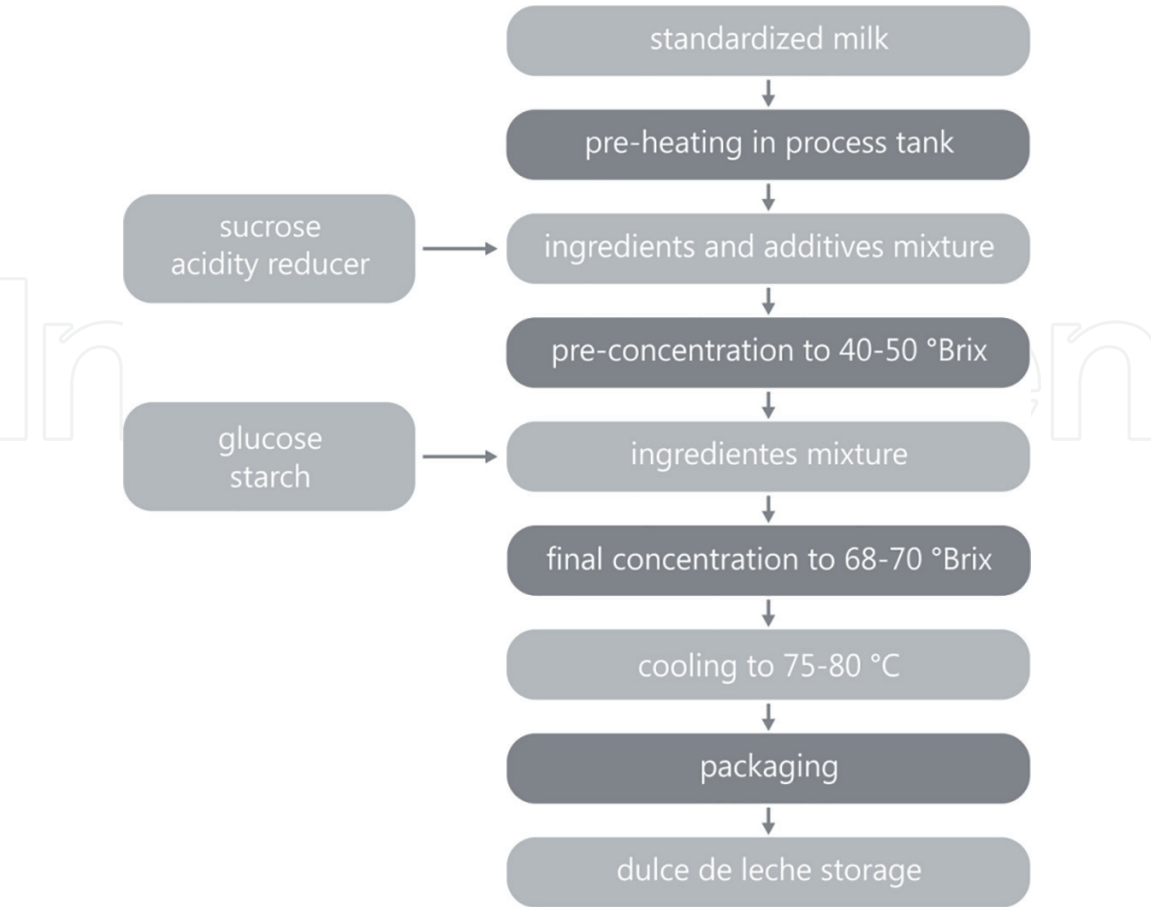 standardized milk
pre-heating in process tank
sucrose
acidity reducer
ingredients and additives mixture
pre-concentration to 40-50 °Brix
glucose
starch
ingredientes mixture
final concentration to 68-70 °Brix
cooling to 75-80 °C
packaging
dulce de leche storage